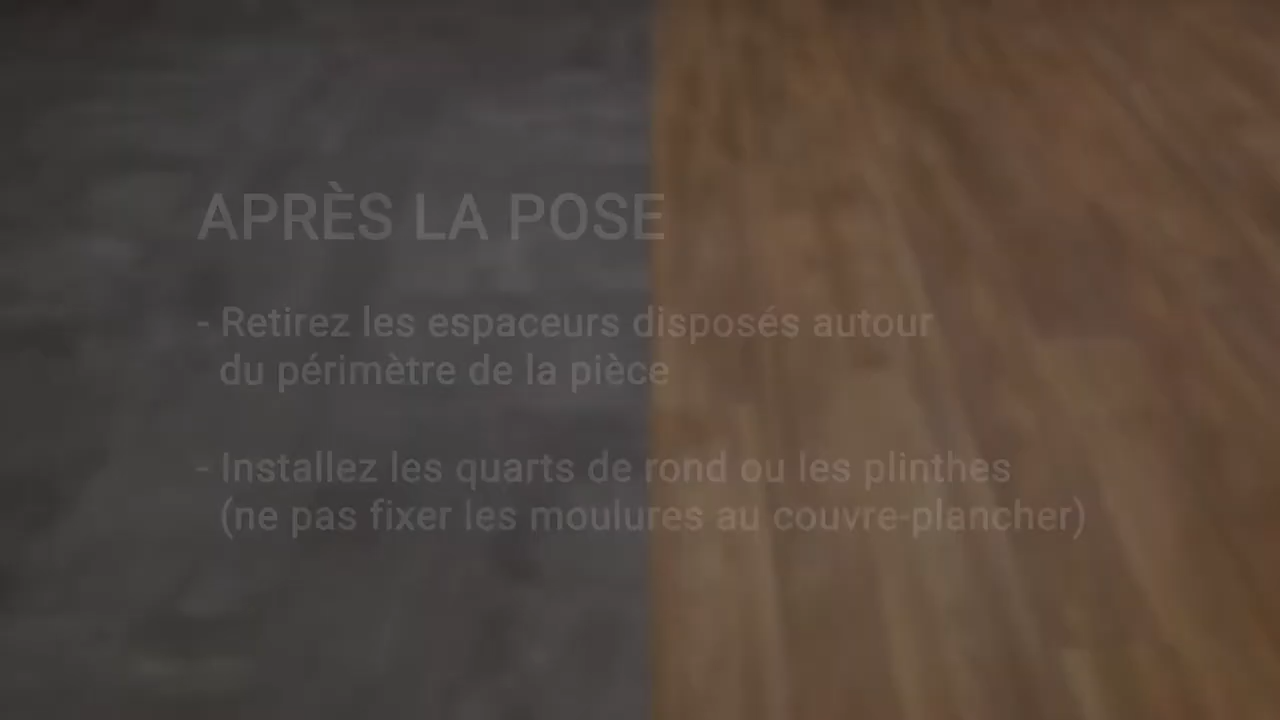 APRÈS LA POSE
- Retirez les espaceurs disposés autour
du périmètre de la pièce
- Installez les quarts de rond ou les plinthes
(ne pas fixer les moulures au couvre-plancher)